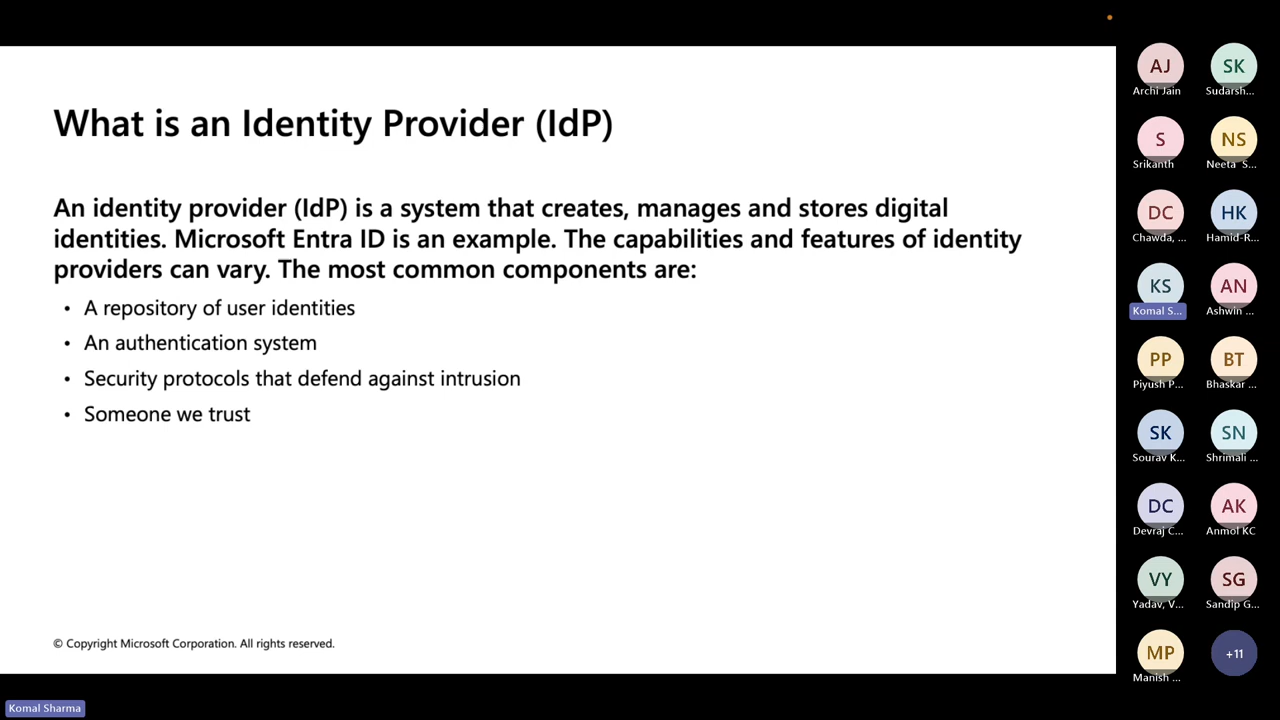 What is an Identity Provider (IdP)
An identity provider (IdP) is a system that creates, manages and stores digital
identities. Microsoft Entra ID is an example. The capabilities and features of identity
providers can vary. The most common components are:
• A repository of user identities
• An authentication system
• Security protocols that defend against intrusion
• Someone we trust
© Copyright Microsoft Corporation. All rights reserved.
Komal Sharma
AJ
Archi Jain
SK
Sudarsh...
S
Srikanth
NS
Neeta S...
DC
Chawda, ...
HK
Hamid-R...
KS
Komal S...
AN
Ashwin ...
PP
Piyush P...
BT
Bhaskar ...
SK
Sourav K...
SN
Shrimali ...
DC
Devraj C...
AK
Anmol KC
VY
Yadav, V...
SG
Sandip G...
MP
Manish ...
+11